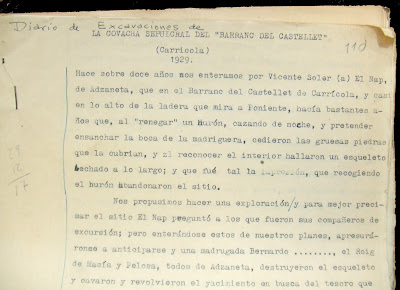 Diario de Excavaciones de
LA COVACHA SEPULCRAL DEL "BARRANC DEL CASTELLET"
(Carrícola)
1929.
110
Hace sobre doce años nos enteramos por Vicente Soler (a) El Nap,
de Adzaneta, que en el Barranc del Castellet de Carrícola, y casi
en lo alto de la ladera que mira a Poniente, hacía bastantes a-
ños que, al "renegar" un hurón, cazando de noche, y pretender
ensanchar la boca de la madriguera, cedieron las gruesas piedras
que la cubrian, y al reconocer el interior hallaron un esqueleto
echado a lo largo; y que fué tal la impresión, que recogiendo
el hurón abandonaron el sitio.
Nos propusimos hacer una exploración/y para mejor preci-
sar el sitio El Nap preguntó a los que fueron sus compañeros de
excursión; pero enterándose estos de nuestros planes, apresurá-
ronse a anticiparse y una madrugada Bernardo ........, el Roig
de Masía y Pelosa, todos de Adzaneta, destruyeron el esqueleto
y cavaron y revolvieron el yacimiento en busca del tesoro que